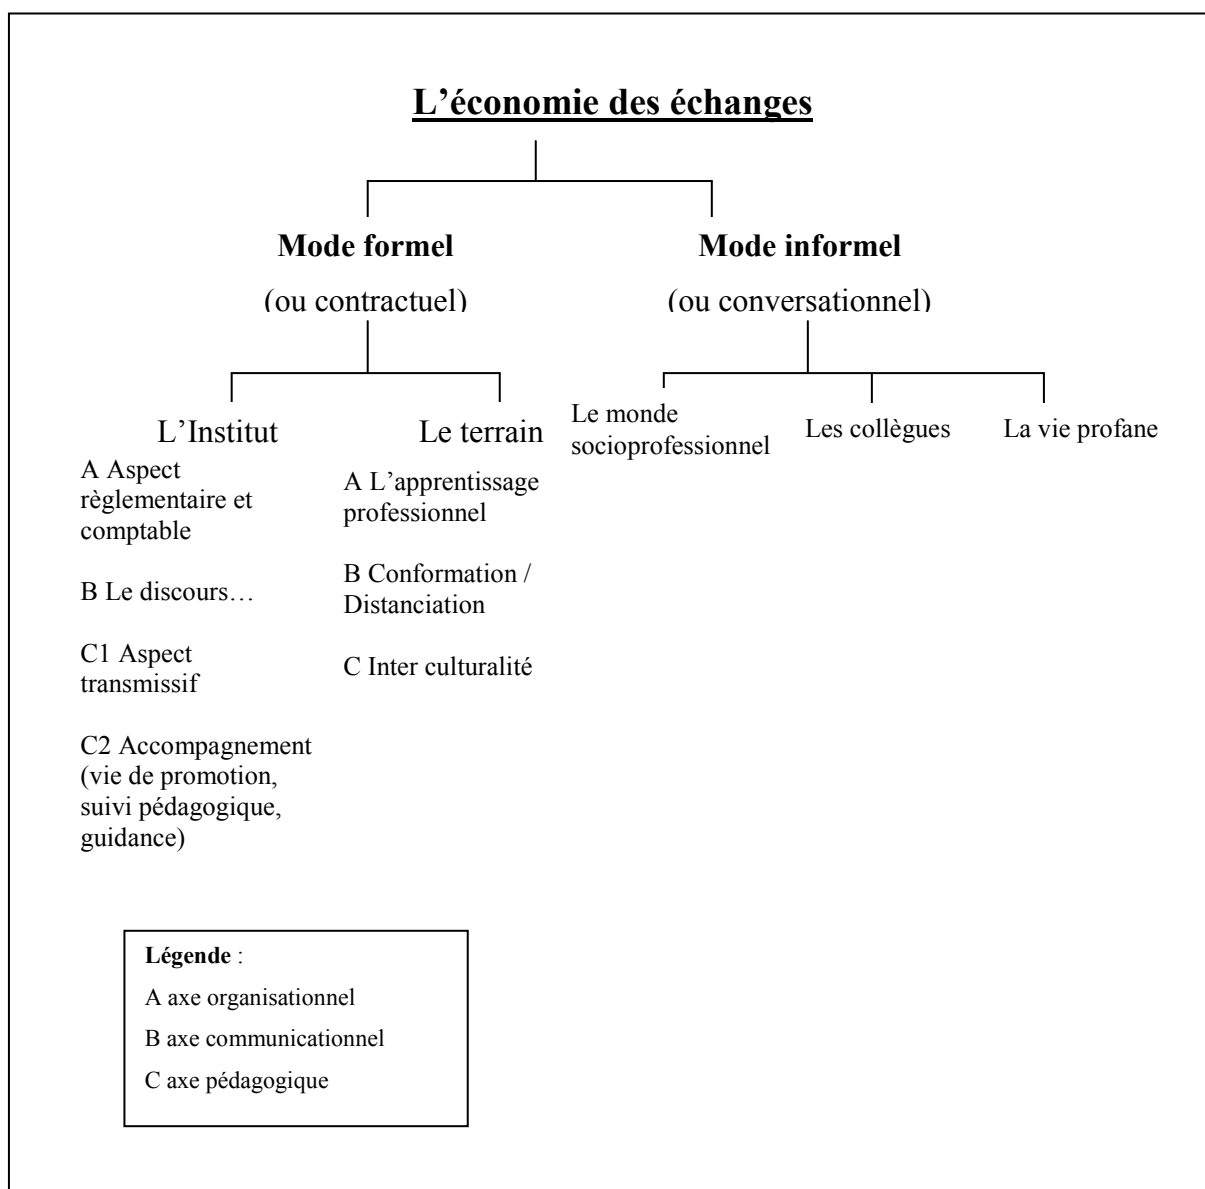 L’économie des échanges
Mode formel
(ou contractuel)
Mode informel
(ou conversationnel)
L’Institut
A Aspect
règlementaire et
comptable
B Le discours…
C1 Aspect
transmissif
C2 Accompagnement
(vie de promotion,
suivi pédagogique,
guidance)
Le terrain
A L’apprentissage
professionnel
B Conformation /
Distanciation
C Inter culturalité
Le monde
socioprofessionnel
Les collègues
La vie profane
Légende :
A axe organisationnel
B axe communicationnel
C axe pédagogique